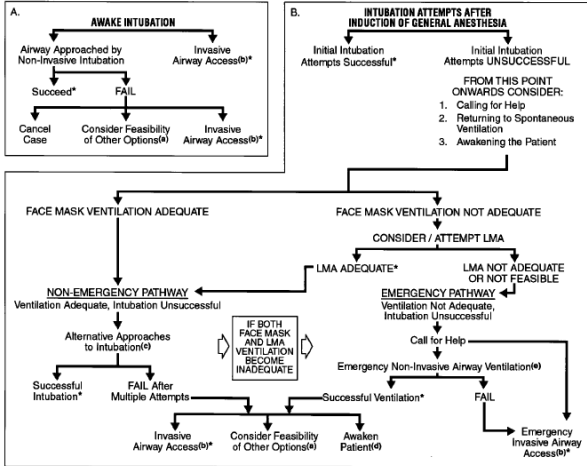 A.
AWAKE INTUBATION
Airway Approached by
Non-Invasive Intubation
Invasive
Airway Access(b)*
Succeed*
FAIL
Cancel
Case
Consider Feasibility
of Other Options(a)
Invasive
Airway Access(b)*
B.
INTUBATION ATTEMPTS AFTER
INDUCTION OF GENERAL ANESTHESIA
Initial Intubation
Attempts Successful*
Initial Intubation
Attempts UNSUCCESSFUL
FROM THIS POINT
ONWARDS CONSIDER:
1. Calling for Help
2. Returning to Spontaneous
Ventilation
3. Awakening the Patient
FACE MASK VENTILATION ADEQUATE
FACE MASK VENTILATION NOT ADEQUATE
CONSIDER / ATTEMPT LMA
LMA ADEQUATE*
LMA NOT ADEQUATE
OR NOT FEASIBLE
NON-EMERGENCY PATHWAY
Ventilation Adequate, Intubation Unsuccessful
EMERGENCY PATHWAY
Ventilation Not Adequate,
Intubation Unsuccessful
Alternative Approaches
to Intubation(c)
IF BOTH
FACE MASK
AND LMA
VENTILATION
BECOME
INADEQUATE
Call for Help
Emergency Non-Invasive Airway Ventilation(e)
Successful
Intubation*
FAIL After
Multiple Attempts
Successful Ventilation*
FAIL
Invasive
Airway Access(b)*
Consider Feasibility
of Other Options(a)
Awaken
Patient(d)
Emergency
Invasive Airway
Access(b)*